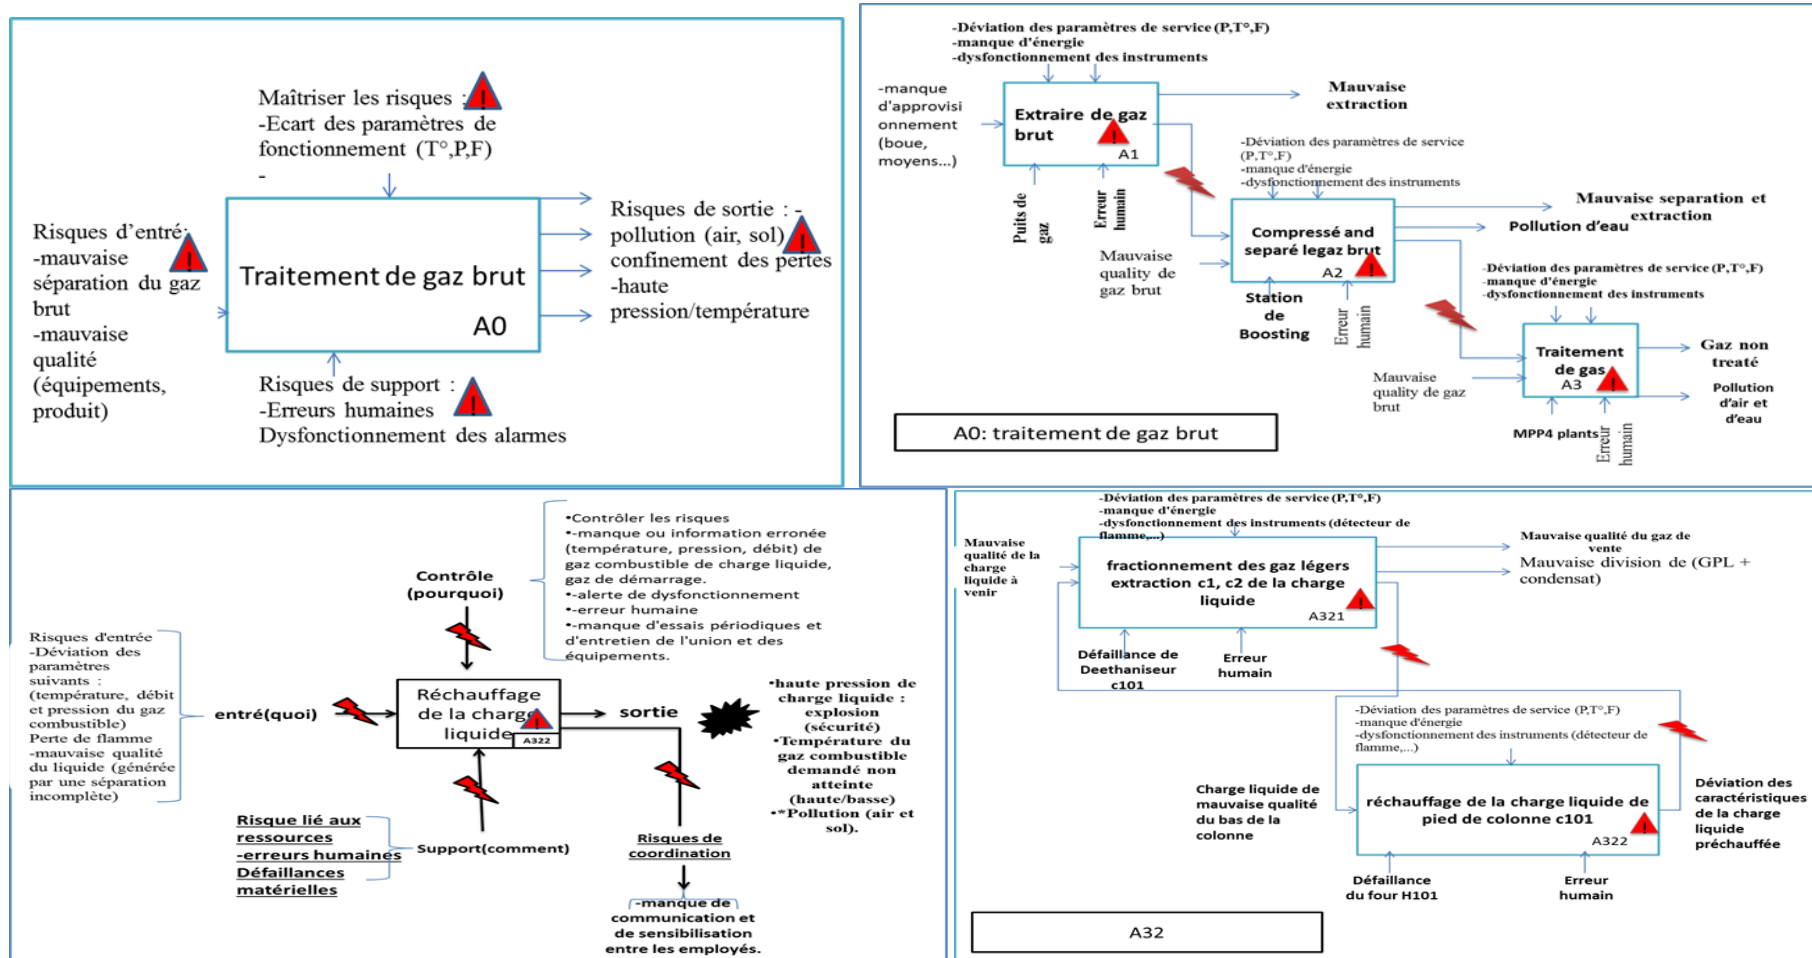 Maîtriser les risques :
-Ecart des paramètres de
fonctionnement (T°,P,F)
-
Risques d’entré:
-mauvaise
séparation du gaz
brut
-mauvaise
qualité
(équipements,
produit)
Traitement de gaz brut
A0
Risques de sortie : -
pollution (air, sol)
confinement des pertes
-haute
pression/température
Risques de support :
-Erreurs humaines
Dysfonctionnement des alarmes
-Déviation des paramètres de service (P,T°,F)
-manque d'énergie
-dysfonctionnement des instruments
-manque
d'approvisi
onnement
(boue,
moyens...)
Extraire de gaz
brut
A1
Mauvaise
extraction
Puits de
gaz
Erreur
humain
-Déviation des paramètres de service
(P,T°,F)
-manque d'énergie
-dysfonctionnement des instruments
Mauvaise
quality de
gaz brut
Compressé and
separé legaz brut
A2
Mauvaise separation et
extraction
Pollution d’eau
Station
de
Boosting
Erreur
humain
-Déviation des paramètres de service (P,T°,F)
-manque d'énergie
-dysfonctionnement des instruments
Mauvaise
quality de gaz
brut
Traitement
de gas
A3
Gaz non
treaté
Pollution
d’air et
d’eau
MPP4 plants
Erreur
humain
A0: traitement de gaz brut
•Contrôler les risques
•-manque ou information erronée
(température, pression, débit) de
gaz combustible de charge liquide,
gaz de démarrage.
•-alerte de dysfonctionnement
•-erreur humaine
•-manque d'essais périodiques et
d'entretien de l'union et des
équipements.
Contrôle
(pourquoi)
Risques d'entrée
-Déviation des
paramètres
suivants :
(température, débit
et pression du gaz
combustible)
Perte de flamme
-mauvaise qualité
du liquide (générée
par une séparation
incomplète)
entré(quoi)
Réchauffage
de la charge
liquide
A322
sortie
•haute pression de
charge liquide :
explosion
(sécurité)
•Température du
gaz combustible
demandé non
atteinte
(haute/basse)
•*Pollution (air et
sol).
Risque lié aux
ressources
-erreurs humaines
Défaillances
matérielles
Support(comment)
Risques de
coordination
-manque de
communication et
de sensibilisation
entre les employés.
-Déviation des paramètres de service (P,T°,F)
-manque d'énergie
-dysfonctionnement des instruments (détecteur de
flamme,...)
Mauvaise
qualité de la
charge
liquide à
venir
fractionnement des gaz légers
extraction c1, c2 de la charge
liquide
A321
Mauvaise qualité du gaz de
vente
Mauvaise division de (GPL +
condensat)
Défaillance de
Deethaniseur
c101
Erreur
humain
-Déviation des paramètres de service (P,T°,F)
-manque d'énergie
-dysfonctionnement des instruments (détecteur de
flamme,...)
Charge liquide de
mauvaise qualité
du bas de la
colonne
réchauffage de la charge liquide de
pied de colonne c101
A322
Déviation des
caractéristiques
de la charge
liquide
préchauffée
Défaillance
du four H101
Erreur
humain
A32